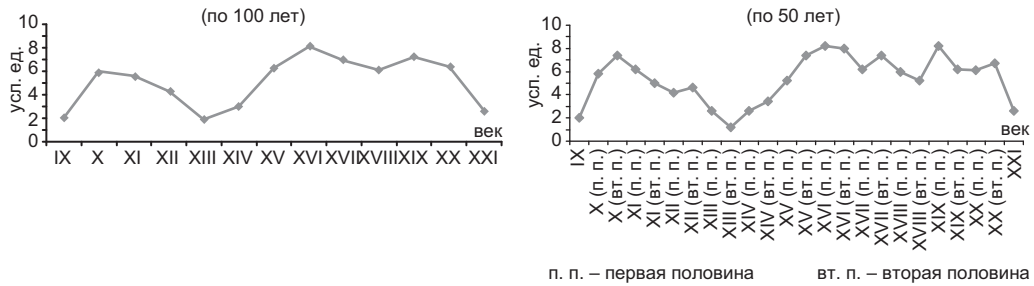 (по 100 лет)
усл. ед.
10
8
6
4
2
0
век
IX X XI XII XIII XIV XV XVI XVII XVIII XIX XX XXI
(по 50 лет)
усл. ед.
10
8
6
4
2
0
век
IX
X (п. п.)
X (вт. п.)
XI (п. п.)
XI (вт. п.)
XII (п. п.)
XII (вт. п.)
XIII (п. п.)
XIII (вт. п.)
XIV (п. п.)
XIV (вт. п.)
XV (п. п.)
XV (вт. п.)
XVI (п. п.)
XVI (вт. п.)
XVII (п. п.)
XVII (вт. п.)
XVIII (п. п.)
XVIII (вт. п.)
XIX (п. п.)
XIX (вт. п.)
XX (п. п.)
XX (вт. п.)
XXI
п. п. – первая половина вт. п. – вторая половина